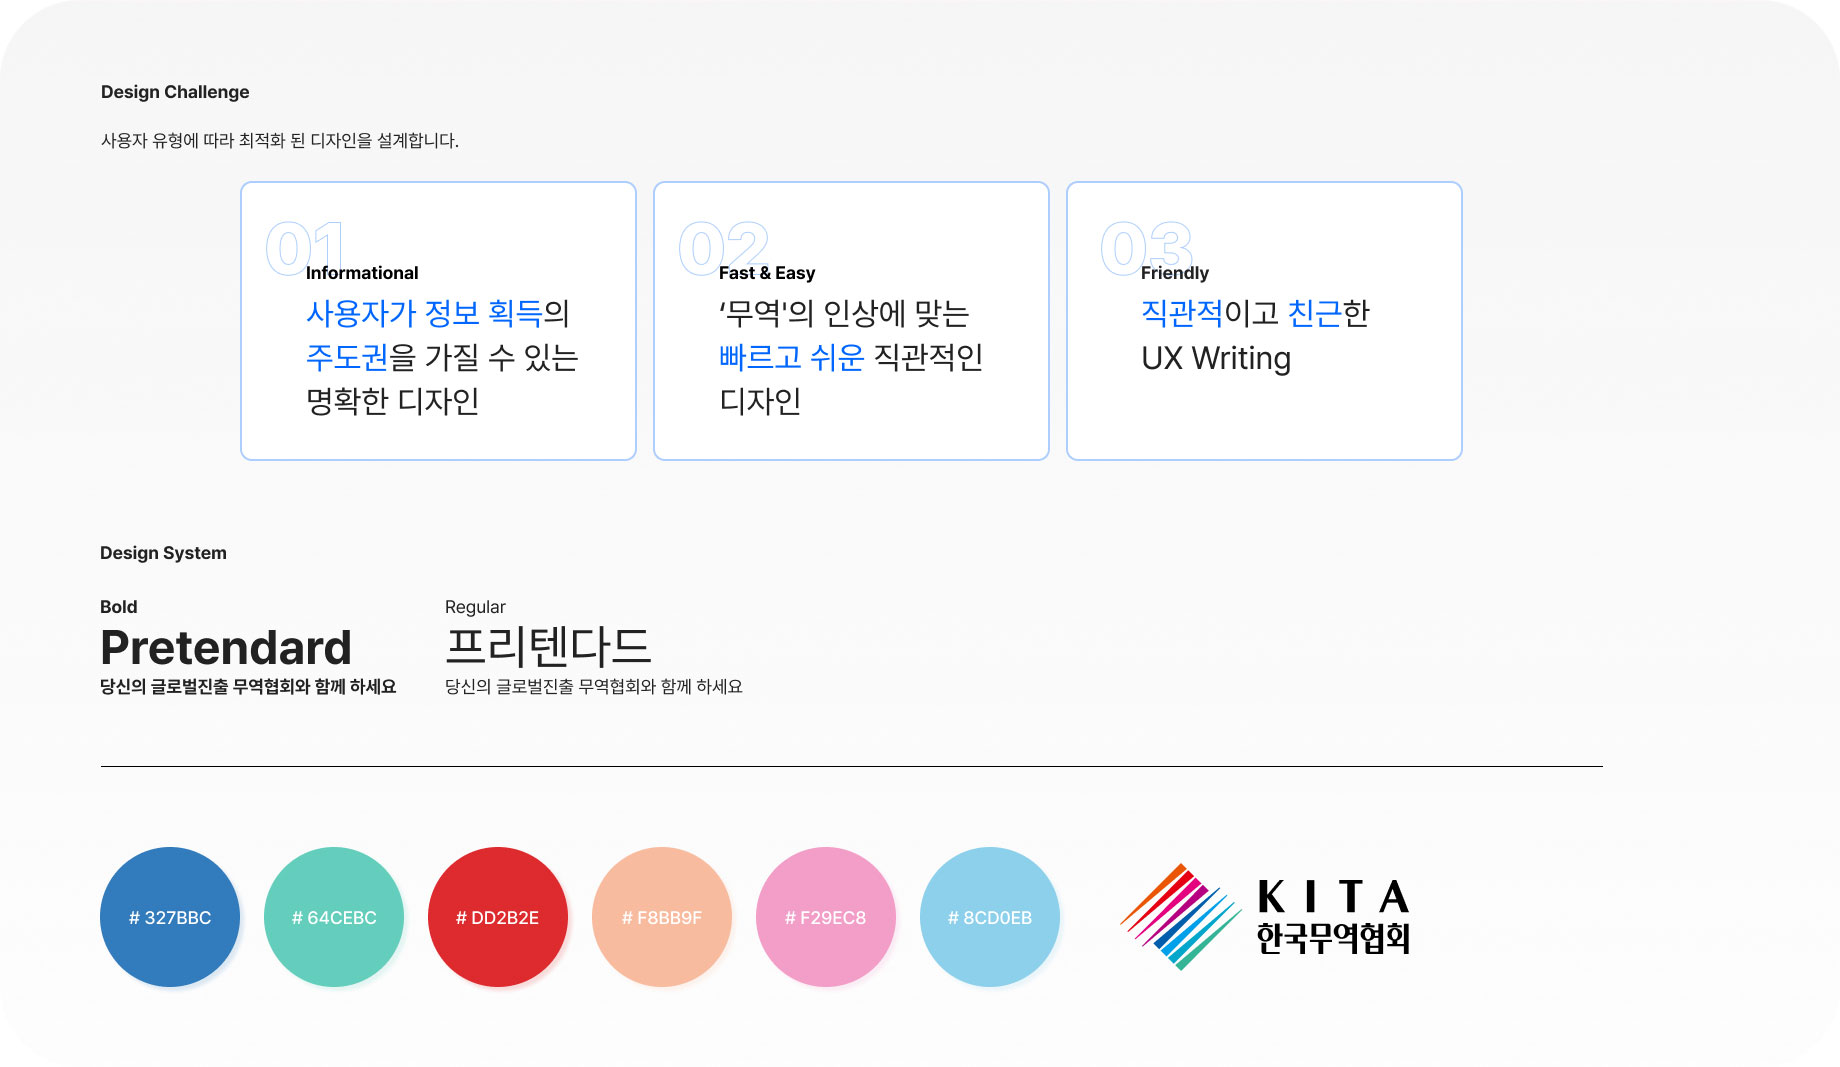 Design Challenge
사용자 유형에 따라 최적화 된 디자인을 설계합니다.
01
Informational
사용자가 정보 획득의
주도권을 가질 수 있는
명확한 디자인
02
Fast & Easy
‘무역'의 인상에 맞는
빠르고 쉬운 직관적인
디자인
03
Friendly
직관적이고 친근한
UX Writing
Design System
Bold
Pretendard
당신의 글로벌진출 무역협회와 함께 하세요
Regular
프리텐다드
당신의 글로벌진출 무역협회와 함께 하세요
# 327BBC
# 64CEBC
# DD2B2E
# F8BB9F
# F29EC8
# 8CD0EB
KITA
한국무역협회